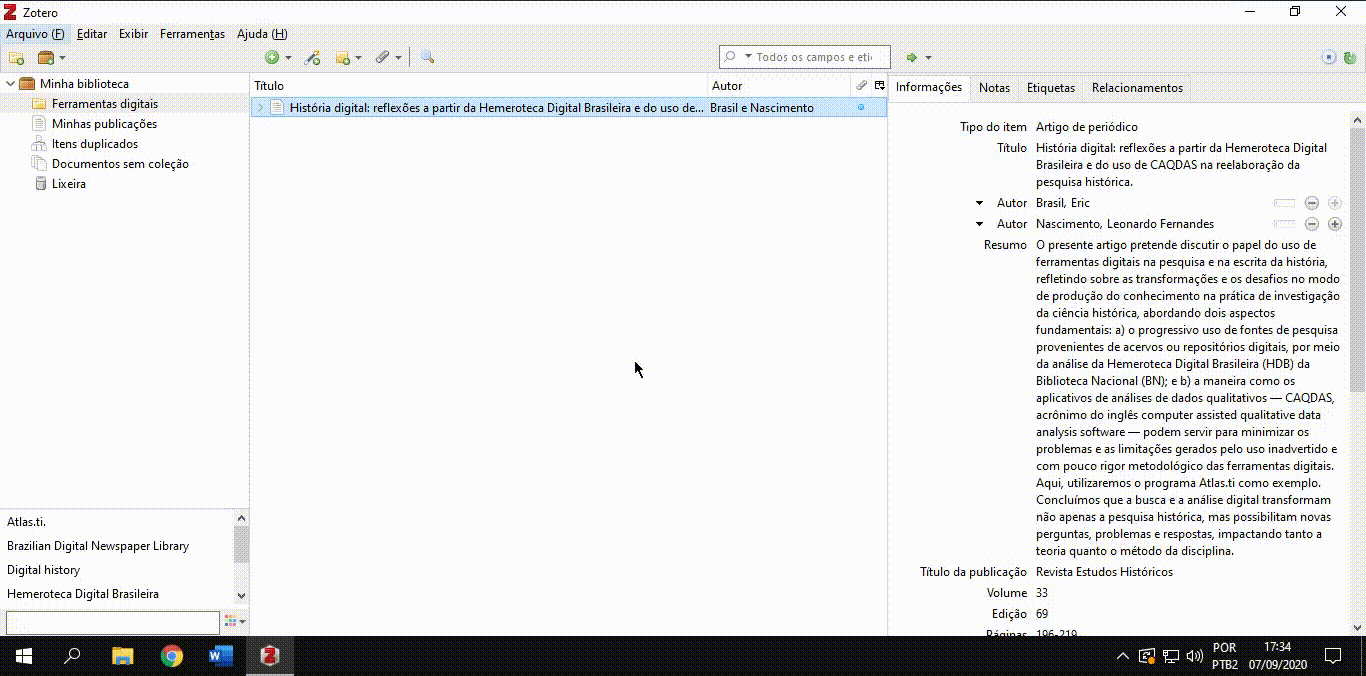 Zotero
Arquivo (F) Editar Exibir Ferramentas Ajuda (H)
Todos os campos e eti
Minha biblioteca
Ferramentas digitais
Minhas publicações
Itens duplicados
Documentos sem coleção
Lixeira
Atlas.ti.
Brazilian Digital Newspaper Library
Digital history
Hemeroteca Digital Brasileira
Título Autor
História digital: reflexões a partir da Hemeroteca Digital Brasileira e do uso de... Brasil e Nascimento
Informações Notas Etiquetas Relacionamentos
Tipo do item Artigo de periódico
Título História digital: reflexões a partir da Hemeroteca Digital
Brasileira e do uso de CAQDAS na reelaboração da
pesquisa histórica.
Autor Brasil, Eric
Autor Nascimento, Leonardo Fernandes
Resumo O presente artigo pretende discutir o papel do uso de
ferramentas digitais na pesquisa e na escrita da história,
refletindo sobre as transformações e os desafios no modo
de produção do conhecimento na prática de investigação
da ciência histórica, abordando dois aspectos
fundamentais: a) o progressivo uso de fontes de pesquisa
provenientes de acervos ou repositórios digitais, por meio
da análise da Hemeroteca Digital Brasileira (HDB) da
Biblioteca Nacional (BN); e b) a maneira como os
aplicativos de análises de dados qualitativos — CAQDAS,
acrônimo do inglês computer assisted qualitative data
analysis software — podem servir para minimizar os
problemas e as limitações gerados pelo uso inadvertido e
com pouco rigor metodológico das ferramentas digitais.
Aqui, utilizaremos o programa Atlas.ti como exemplo.
Concluímos que a busca e a análise digital transformam
não apenas a pesquisa histórica, mas possibilitam novas
perguntas, problemas e respostas, impactando tanto a
teoria quanto o método da disciplina.
Título da publicação Revista Estudos Históricos
Volume 33
Edição 69
Páginas 196-219
POR
PTB2
17:34
07/09/2020